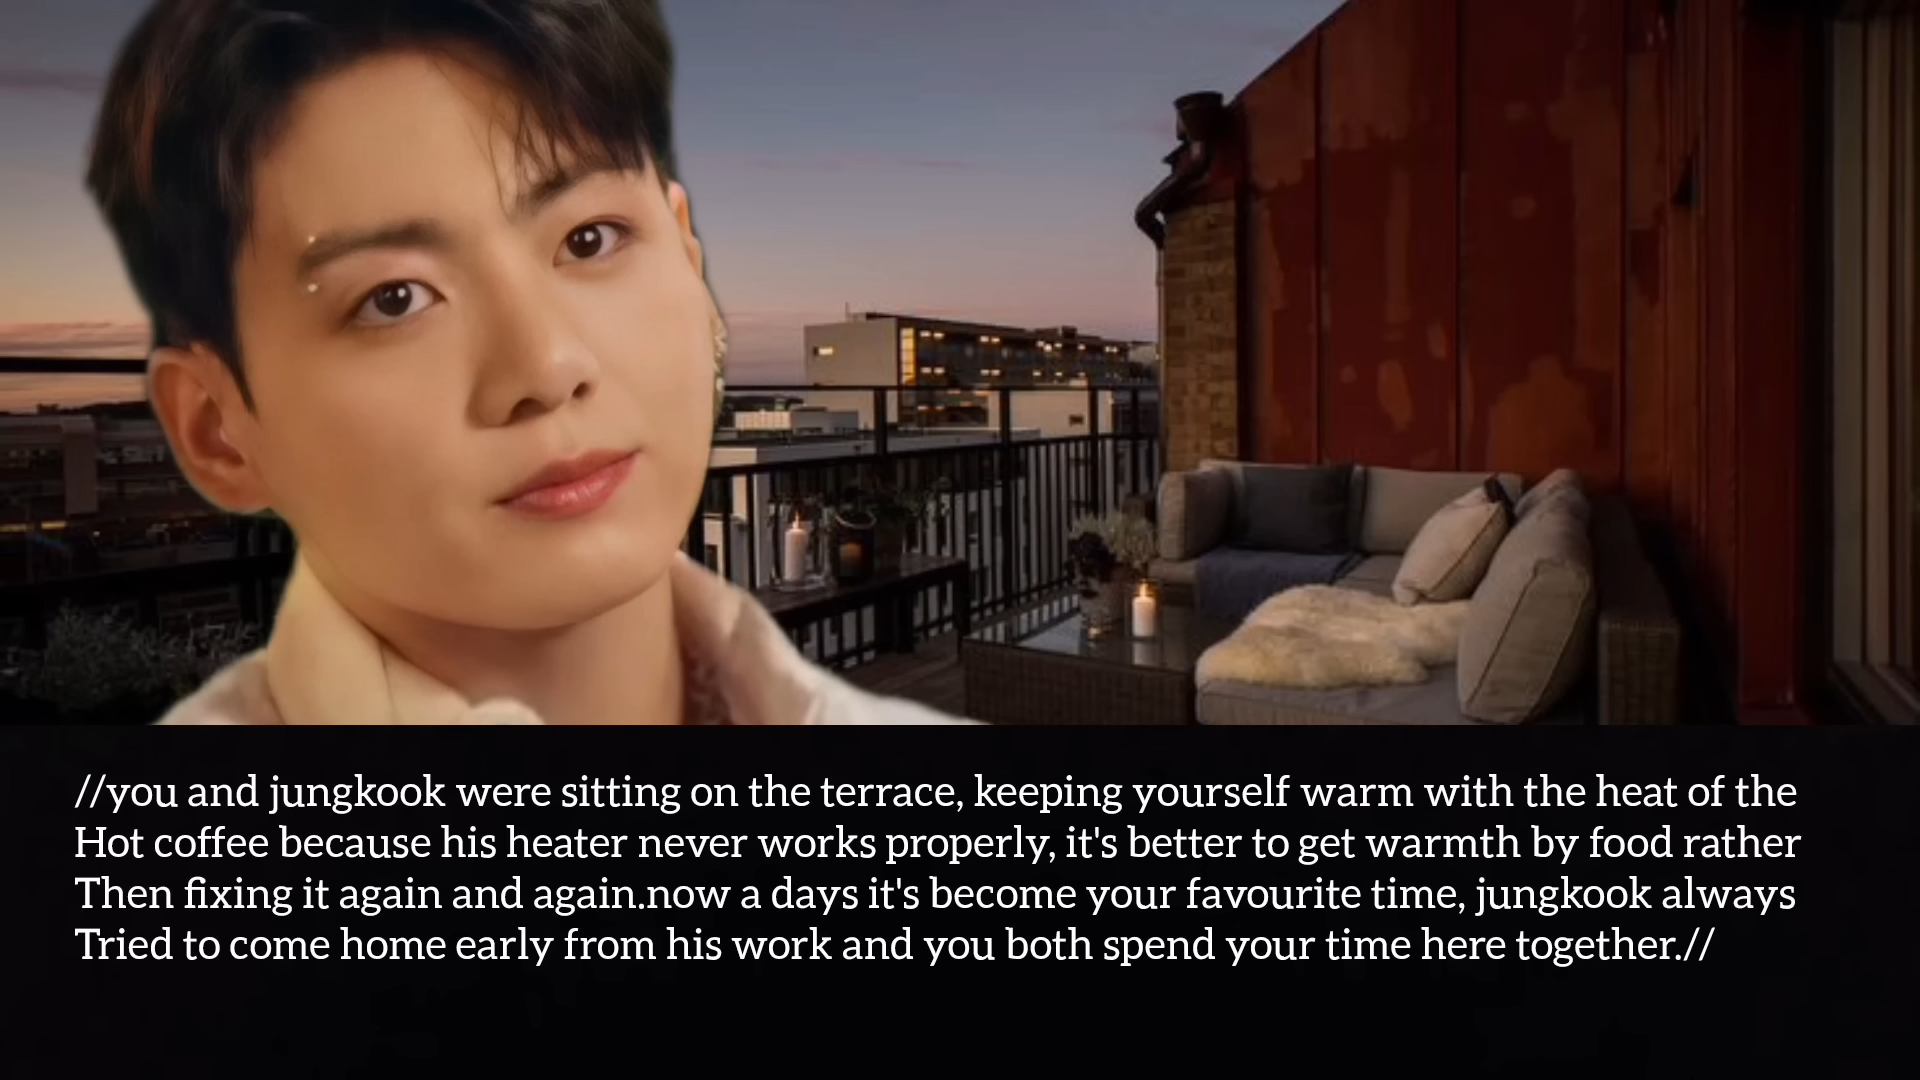 //you and jungkook were sitting on the terrace, keeping yourself warm with the heat of the
Hot coffee because his heater never works properly, it's better to get warmth by food rather
Then fixing it again and again.now a days it's become your favourite time, jungkook always
Tried to come home early from his work and you both spend your time here together.//